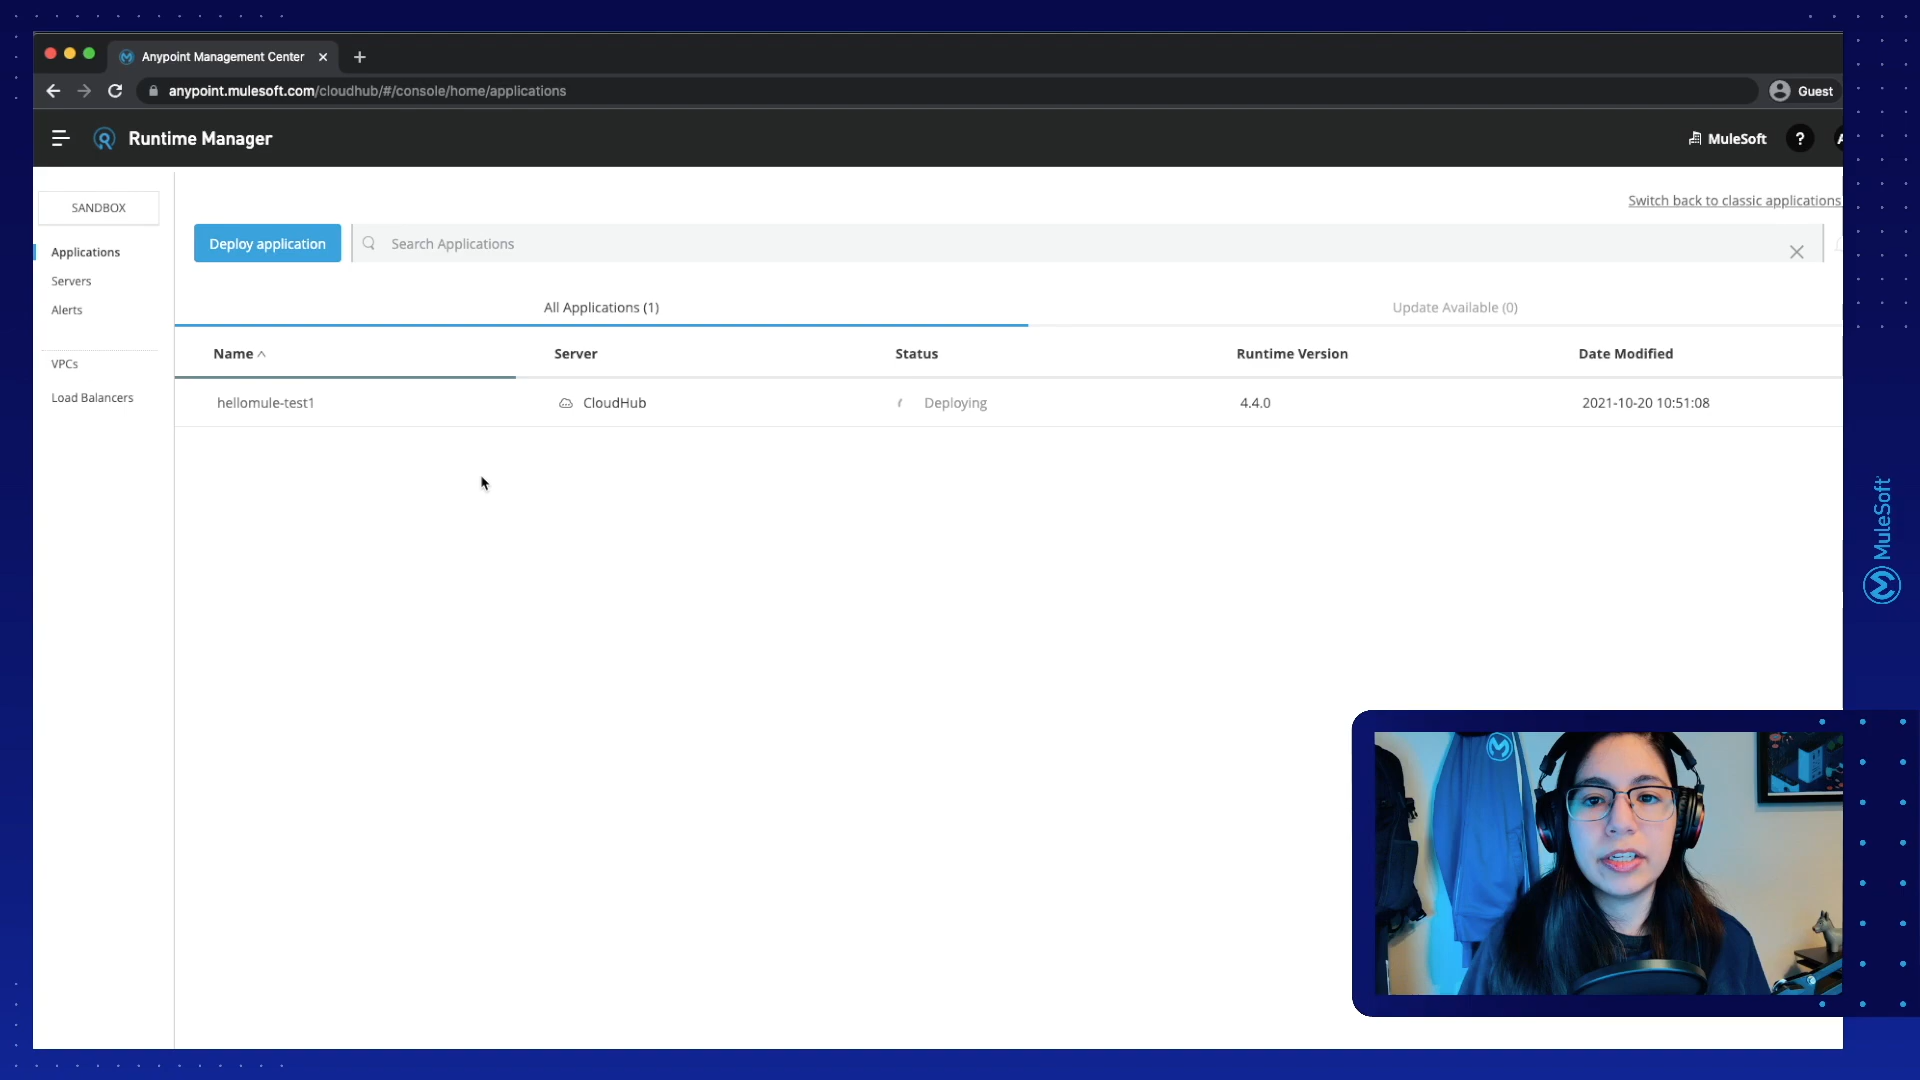 Anypoint Management Center
anypoint.mulesoft.com/cloudhub/#/console/home/applications
Guest
Runtime Manager
MuleSoft
?
SANDBOX
Switch back to classic applications
Deploy application
Search Applications
Applications
Servers
Alerts
VPCs
Load Balancers
All Applications (1)
Update Available (0)
Name
Server
Status
Runtime Version
Date Modified
hellomule-test1
CloudHub
Deploying
4.4.0
2021-10-20 10:51:08
MuleSoft